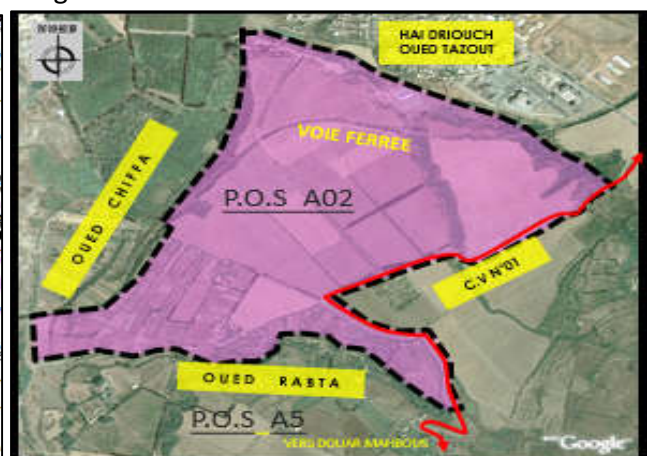 HAI DRIOUCH
OUED TAZOUT
VOIE FERREE
OUED CHIFFA
P.O.S A02
C.V N°01
OUED RABTA
P.O.S A5
VERS DOUAR MAHBOUS
Google